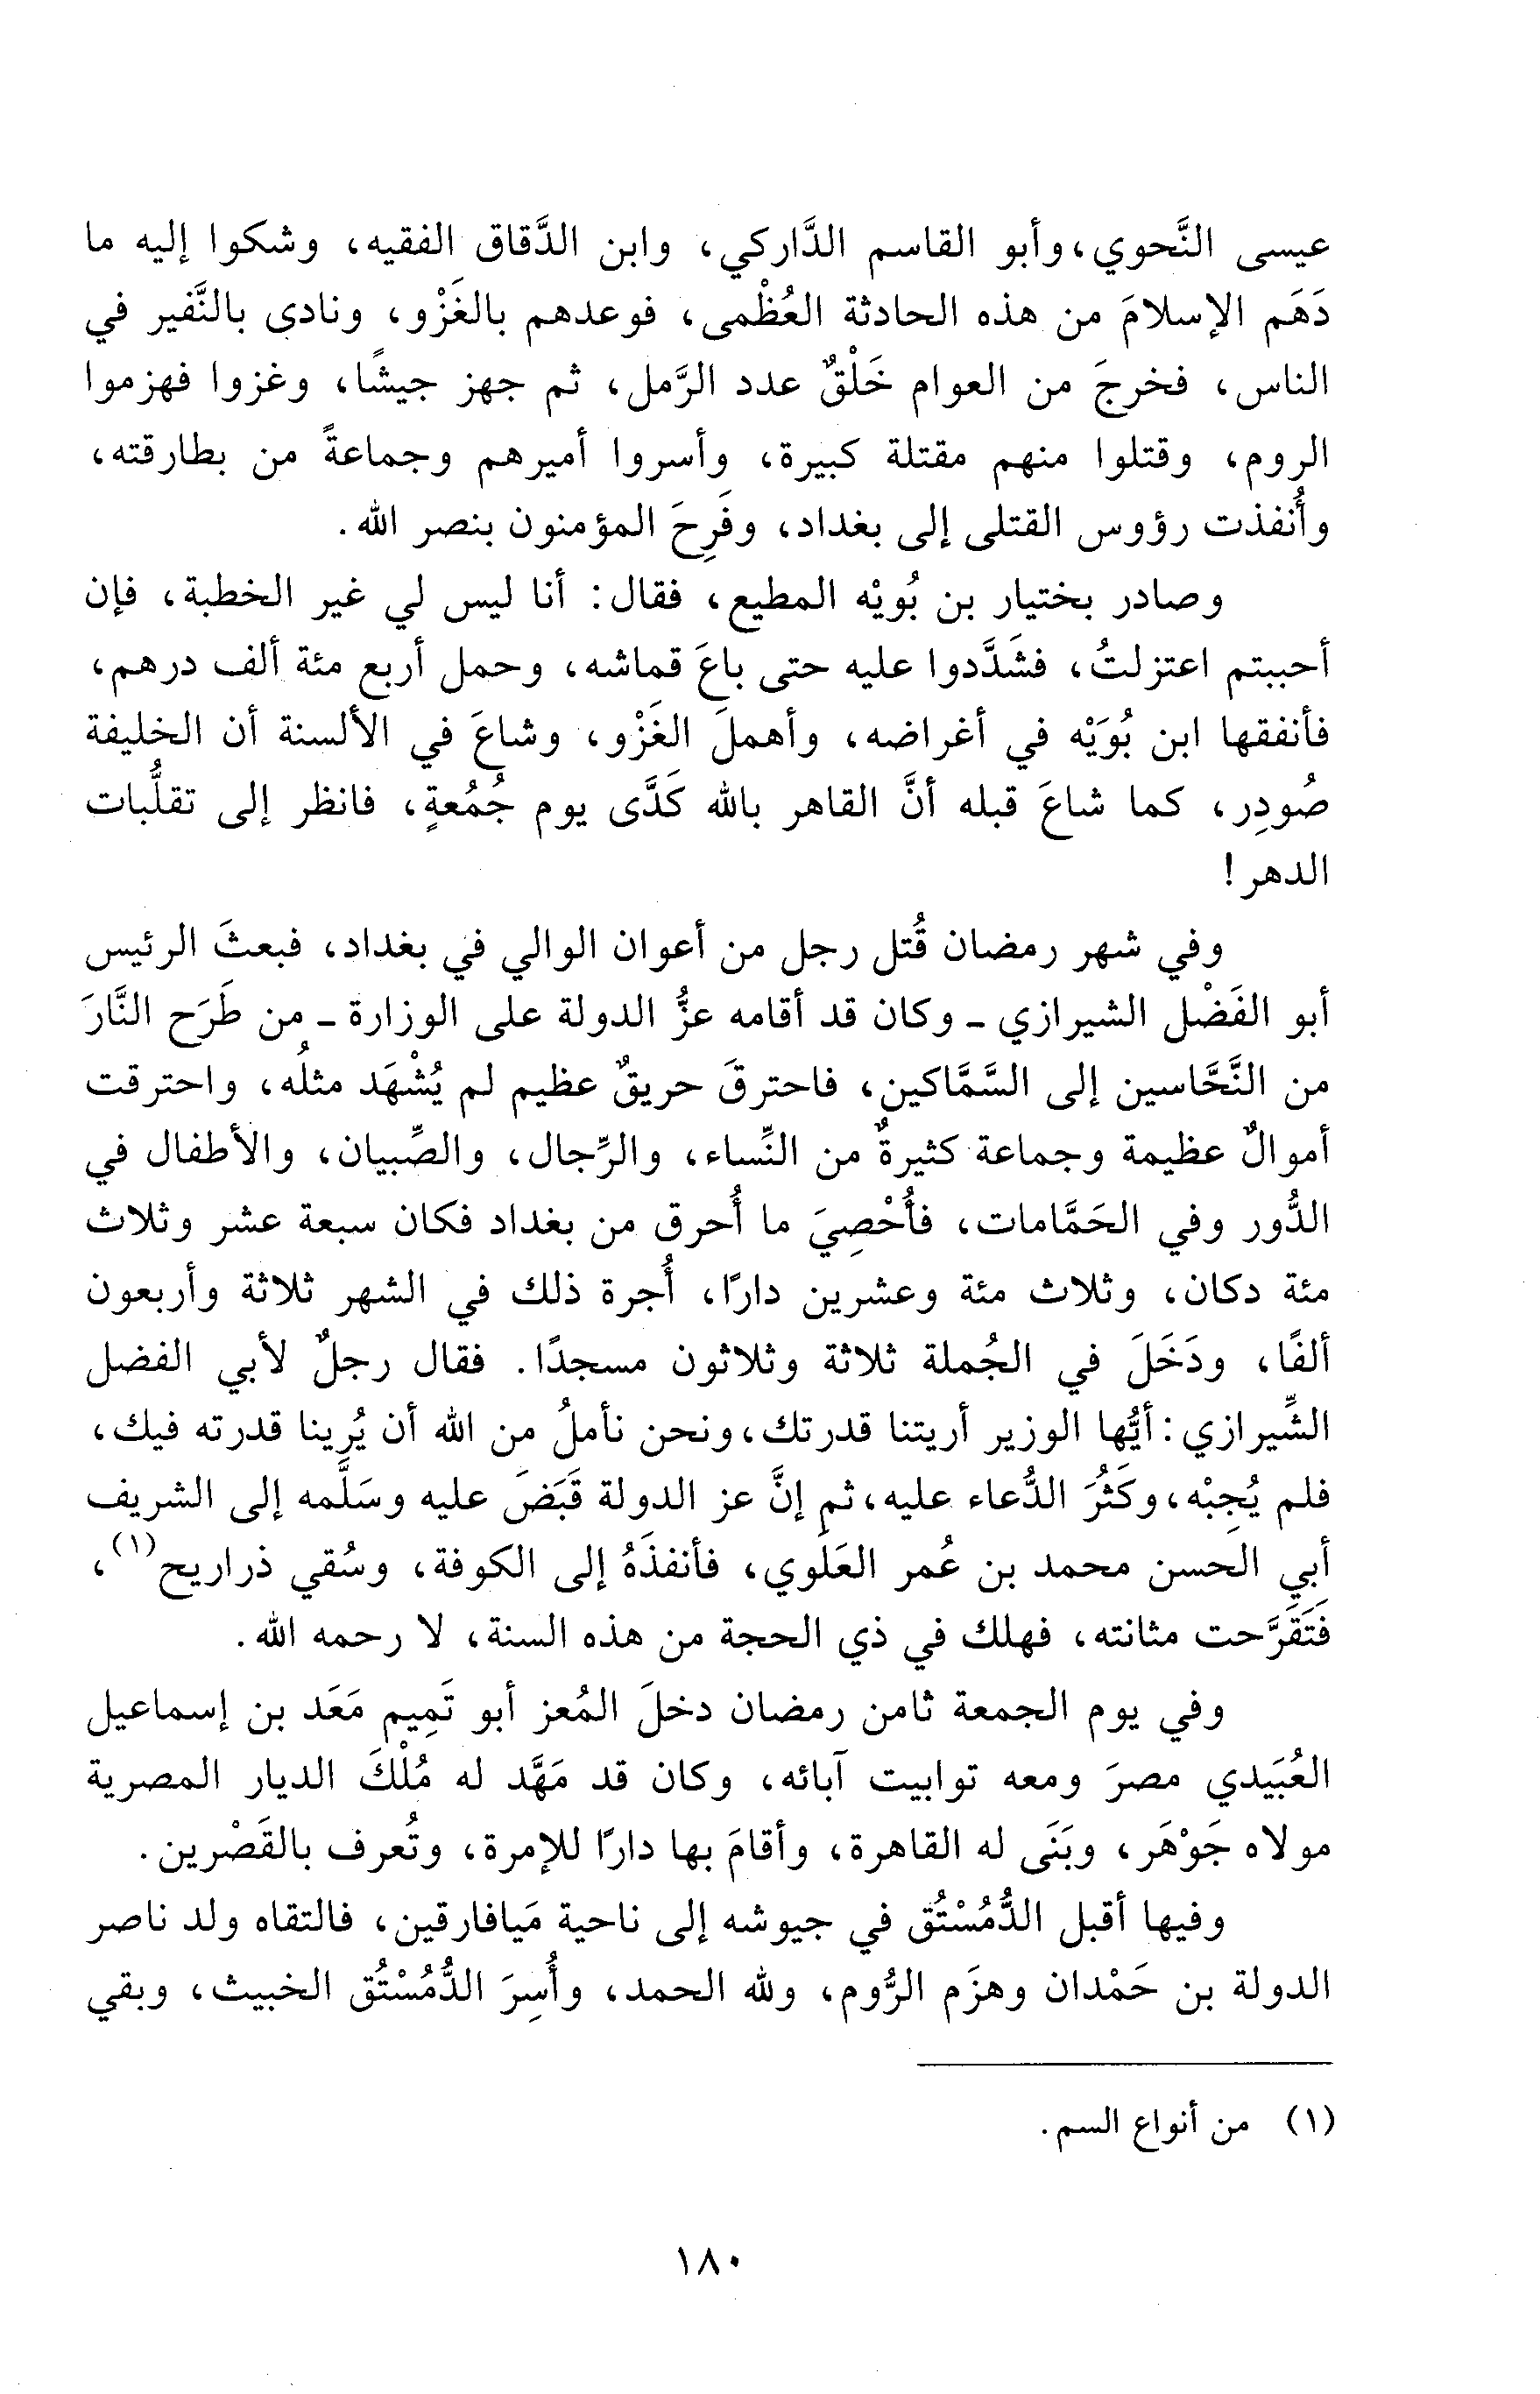 عيسى النَّحوي، وأبو القاسم الدَّاركي، وابن الدَّقاق الفقيه، وشكوا إليه ما
دَهَم الإسلامَ من هذه الحادثة العُظْمى، فوعدهم بالغَزْو، ونادى بالنَّفير في
الناس، فخرجَ من العوام خَلْقٌ عدد الرَّمل، ثم جهز جيشًا، وغزوا فهزموا
الروم، وقتلوا منهم مقتلة كبيرة، وأسروا أميرهم وجماعةً من بطارقته،
وأُنفذت رؤوس القتلى إلى بغداد، وفَرِحَ المؤمنون بنصر الله.
وصادر بختيار بن بُويْه المطيع، فقال: أنا ليس لي غير الخطبة، فإن
أحببتم اعتزلتُ، فشَدَّدوا عليه حتى باعَ قماشه، وحمل أربع مئة ألف درهم،
فأنفقها ابن بُوَيْه في أغراضه، وأهملَ الغَزْو، وشاعَ في الألسنة أن الخليفة
صُودِر، كما شاعَ قبله أنَّ القاهر بالله كَدَّى يوم جُمُعةٍ، فانظر إلى تقلُّبات
الدهر!
وفي شهر رمضان قُتل رجل من أعوان الوالي في بغداد، فبعثَ الرئيس
أبو الفَضْل الشيرازي - وكان قد أقامه عزُّ الدولة على الوزارة - من طَرَح النَّارَ
من النَّحَّاسين إلى السَّمَّاكين، فاحترقَ حريقٌ عظيم لم يُشْهَد مثلُه، واحترقت
أموالٌ عظيمة وجماعة كثيرةٌ من النِّساء، والرِّجال، والصِّبيان، والأطفال في
الدُّور وفي الحَمَّامات، فأُحْصِيَ ما أُحرق من بغداد فكان سبعة عشر وثلاث
مئة دكان، وثلاث مئة وعشرين دارًا، أُجرة ذلك في الشهر ثلاثة وأربعون
ألفًا، ودَخَلَ في الجُملة ثلاثة وثلاثون مسجدًا. فقال رجلٌ لأبي الفضل
الشِّيرازي: أيُّها الوزير أريتنا قدرتك، ونحن نأملُ من الله أن يُرينا قدرته فيك،
فلم يُجِبْه، وكَثُرَ الدُّعاء عليه، ثم إنَّ عز الدولة قَبَضَ عليه وسَلَّمه إلى الشريف
أبي الحسن محمد بن عُمر العَلَوي، فأنفذَهُ إلى الكوفة، وسُقي ذراريح(١)،
فَتَقَرَّحت مثانته، فهلك في ذي الحجة من هذه السنة، لا رحمه الله.
وفي يوم الجمعة ثامن رمضان دخلَ المُعز أبو تَمِيم مَعَد بن إسماعيل
العُبَيدي مصرَ ومعه توابيت آبائه، وكان قد مَهَّد له مُلْكَ الديار المصرية
مولاه جَوْهَر، وبَنَى له القاهرة، وأقامَ بها دارًا للإمرة، وتُعرف بالقَصْرين.
وفيها أقبل الدُّمُسْتُق في جيوشه إلى ناحية مَيافارقين، فالتقاه ولد ناصر
الدولة بن حَمْدان وهزَم الرُّوم، ولله الحمد، وأُسِرَ الدُّمُسْتُق الخبيث، وبقي
(١) من أنواع السم.
١٨٠